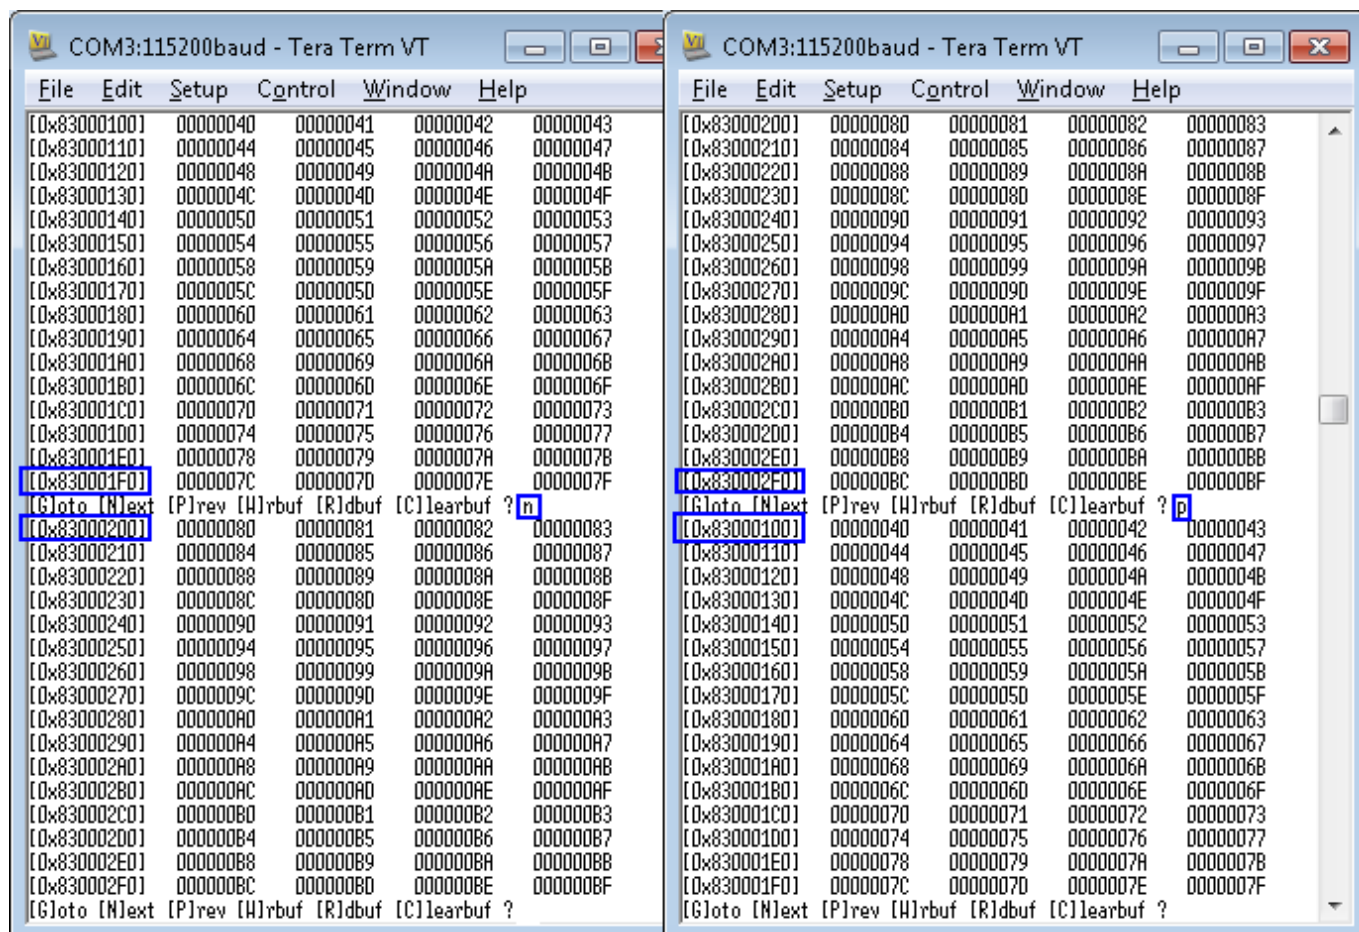 COM3:115200baud - Tera Term VT
File Edit Setup Control Window Help
[0x83000100] 00000040 00000041 00000042 00000043
[0x83000110] 00000044 00000045 00000046 00000047
[0x83000120] 00000048 00000049 0000004A 0000004B
[0x83000130] 0000004C 0000004D 0000004E 0000004F
[0x83000140] 00000050 00000051 00000052 00000053
[0x83000150] 00000054 00000055 00000056 00000057
[0x83000160] 00000058 00000059 0000005A 0000005B
[0x83000170] 0000005C 0000005D 0000005E 0000005F
[0x83000180] 00000060 00000061 00000062 00000063
[0x83000190] 00000064 00000065 00000066 00000067
[0x830001A0] 00000068 00000069 0000006A 0000006B
[0x830001B0] 0000006C 0000006D 0000006E 0000006F
[0x830001C0] 00000070 00000071 00000072 00000073
[0x830001D0] 00000074 00000075 00000076 00000077
[0x830001E0] 00000078 00000079 0000007A 0000007B
[0x830001F0] 0000007C 0000007D 0000007E 0000007F
[G]oto [N]ext [P]rev [W]rbuf [R]dbuf [C]learbuf ? n
[0x83000200] 00000080 00000081 00000082 00000083
[0x83000210] 00000084 00000085 00000086 00000087
[0x83000220] 00000088 00000089 0000008A 0000008B
[0x83000230] 0000008C 0000008D 0000008E 0000008F
[0x83000240] 00000090 00000091 00000092 00000093
[0x83000250] 00000094 00000095 00000096 00000097
[0x83000260] 00000098 00000099 0000009A 0000009B
[0x83000270] 0000009C 0000009D 0000009E 0000009F
[0x83000280] 000000A0 000000A1 000000A2 000000A3
[0x83000290] 000000A4 000000A5 000000A6 000000A7
[0x830002A0] 000000A8 000000A9 000000AA 000000AB
[0x830002B0] 000000AC 000000AD 000000AE 000000AF
[0x830002C0] 000000B0 000000B1 000000B2 000000B3
[0x830002D0] 000000B4 000000B5 000000B6 000000B7
[0x830002E0] 000000B8 000000B9 000000BA 000000BB
[0x830002F0] 000000BC 000000BD 000000BE 000000BF
[G]oto [N]ext [P]rev [W]rbuf [R]dbuf [C]learbuf ?
COM3:115200baud - Tera Term VT
File Edit Setup Control Window Help
[0x83000200] 00000080 00000081 00000082 00000083
[0x83000210] 00000084 00000085 00000086 00000087
[0x83000220] 00000088 00000089 0000008A 0000008B
[0x83000230] 0000008C 0000008D 0000008E 0000008F
[0x83000240] 00000090 00000091 00000092 00000093
[0x83000250] 00000094 00000095 00000096 00000097
[0x83000260] 00000098 00000099 0000009A 0000009B
[0x83000270] 0000009C 0000009D 0000009E 0000009F
[0x83000280] 000000A0 000000A1 000000A2 000000A3
[0x83000290] 000000A4 000000A5 000000A6 000000A7
[0x830002A0] 000000A8 000000A9 000000AA 000000AB
[0x830002B0] 000000AC 000000AD 000000AE 000000AF
[0x830002C0] 000000B0 000000B1 000000B2 000000B3
[0x830002D0] 000000B4 000000B5 000000B6 000000B7
[0x830002E0] 000000B8 000000B9 000000BA 000000BB
[0x830002F0] 000000BC 000000BD 000000BE 000000BF
[G]oto [N]ext [P]rev [W]rbuf [R]dbuf [C]learbuf ? p
[0x83000100] 00000040 00000041 00000042 00000043
[0x83000110] 00000044 00000045 00000046 00000047
[0x83000120] 00000048 00000049 0000004A 0000004B
[0x83000130] 0000004C 0000004D 0000004E 0000004F
[0x83000140] 00000050 00000051 00000052 00000053
[0x83000150] 00000054 00000055 00000056 00000057
[0x83000160] 00000058 00000059 0000005A 0000005B
[0x83000170] 0000005C 0000005D 0000005E 0000005F
[0x83000180] 00000060 00000061 00000062 00000063
[0x83000190] 00000064 00000065 00000066 00000067
[0x830001A0] 00000068 00000069 0000006A 0000006B
[0x830001B0] 0000006C 0000006D 0000006E 0000006F
[0x830001C0] 00000070 00000071 00000072 00000073
[0x830001D0] 00000074 00000075 00000076 00000077
[0x830001E0] 00000078 00000079 0000007A 0000007B
[0x830001F0] 0000007C 0000007D 0000007E 0000007F
[G]oto [N]ext [P]rev [W]rbuf [R]dbuf [C]learbuf ?